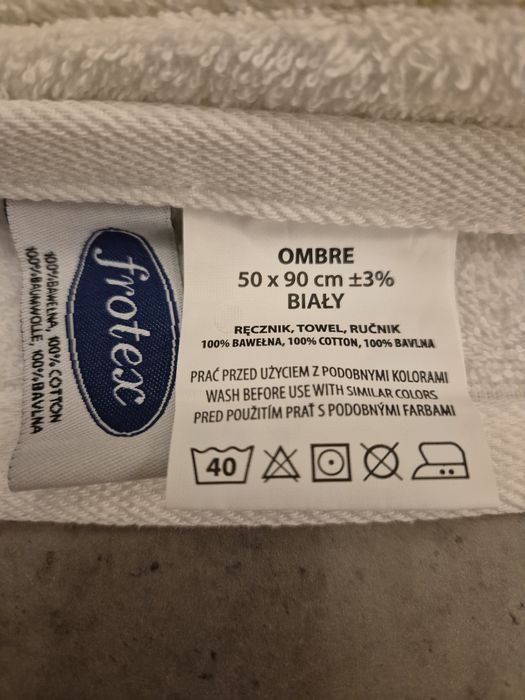 frotex
100% BAWEŁNA, 100% COTTON
100% BAUMWOLLE, 100% BAVLNA
OMBRE
50 x 90 cm ±3%
BIAŁY
RĘCZNIK, TOWEL, RUČNIK
100% BAWEŁNA, 100% COTTON, 100% BAVLNA
PRAĆ PRZED UŻYCIEM Z PODOBNYMI KOLORAMI
WASH BEFORE USE WITH SIMILAR COLORS
PRED POUŽITÍM PRAŤ S PODOBNÝMI FARBAMI
40